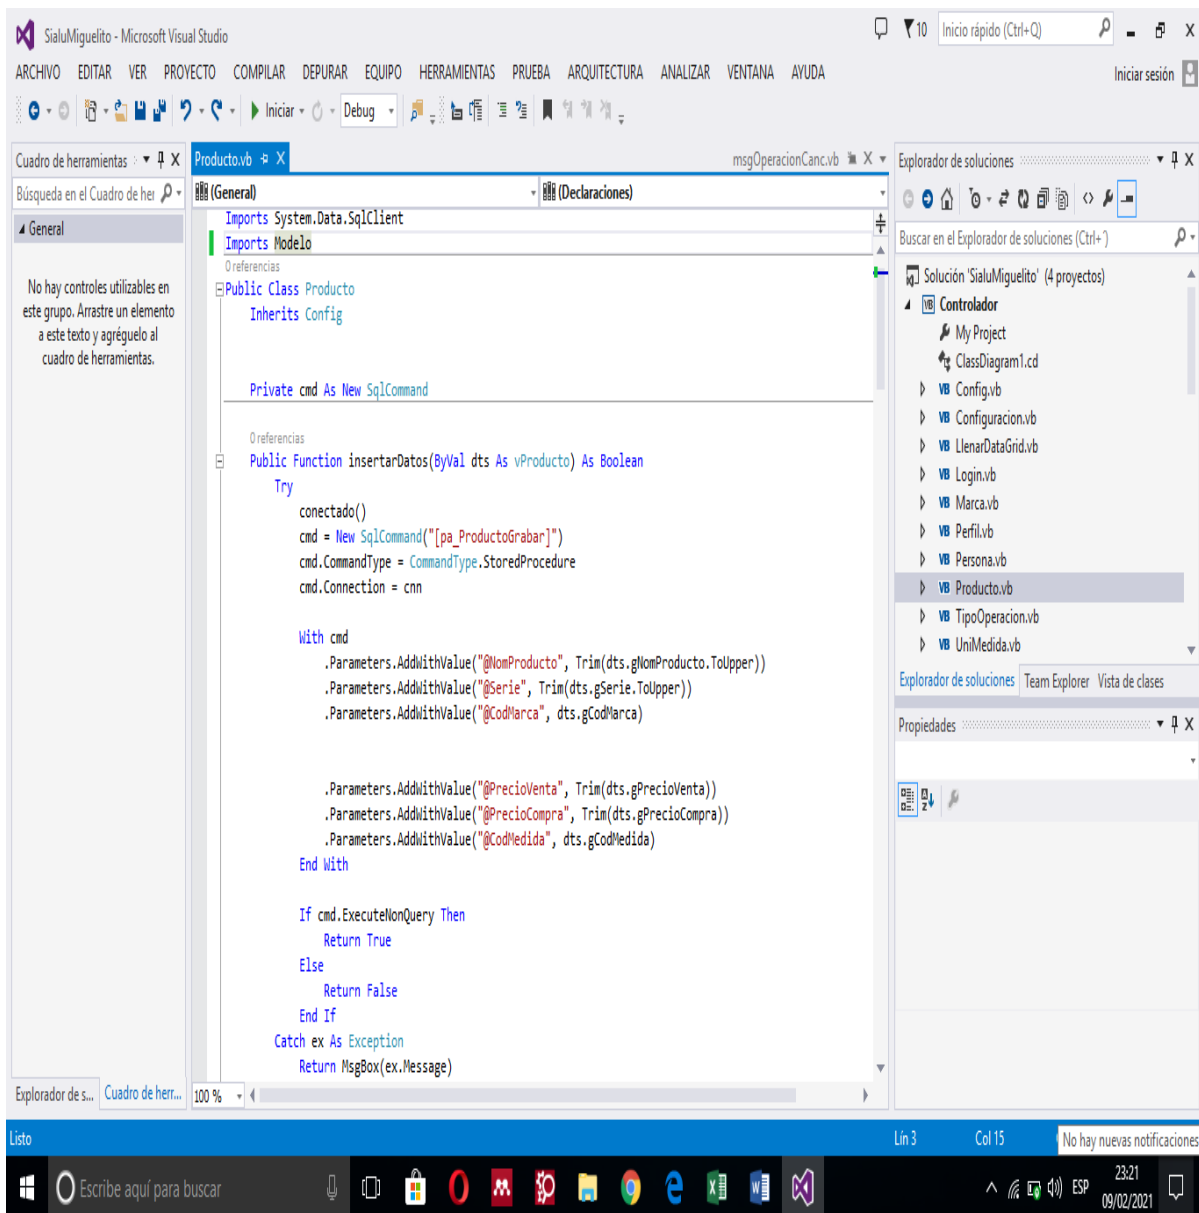 SialuMiguelito - Microsoft Visual Studio
10
Inicio rápido (Ctrl+Q)
ARCHIVO EDITAR VER PROYECTO COMPILAR DEPURAR EQUIPO HERRAMIENTAS PRUEBA ARQUITECTURA ANALIZAR VENTANA AYUDA
Iniciar sesión
Iniciar
Debug
Cuadro de herramientas
Búsqueda en el Cuadro de her
General
No hay controles utilizables en
este grupo. Arrastre un elemento
a este texto y agréguelo al
cuadro de herramientas.
Explorador de s... Cuadro de herr...
Producto.vb
msgOperacionCanc.vb
(General)
(Declaraciones)
Imports System.Data.SqlClient
Imports Modelo
0 referencias
Public Class Producto
Inherits Config
Private cmd As New SqlCommand
0 referencias
Public Function insertarDatos(ByVal dts As vProducto) As Boolean
Try
conectado()
cmd = New SqlCommand("[pa_ProductoGrabar]")
cmd.CommandType = CommandType.StoredProcedure
cmd.Connection = cnn
With cmd
.Parameters.AddWithValue("@NomProducto", Trim(dts.gNomProducto.ToUpper))
.Parameters.AddWithValue("@Serie", Trim(dts.gSerie.ToUpper))
.Parameters.AddWithValue("@CodMarca", dts.gCodMarca)
.Parameters.AddWithValue("@PrecioVenta", Trim(dts.gPrecioVenta))
.Parameters.AddWithValue("@PrecioCompra", Trim(dts.gPrecioCompra))
.Parameters.AddWithValue("@CodMedida", dts.gCodMedida)
End With
If cmd.ExecuteNonQuery Then
Return True
Else
Return False
End If
Catch ex As Exception
Return MsgBox(ex.Message)
100 %
Explorador de soluciones
Buscar en el Explorador de soluciones (Ctrl+')
Solución 'SialuMiguelito' (4 proyectos)
VB Controlador
My Project
ClassDiagram1.cd
VB Config.vb
VB Configuracion.vb
VB LlenarDataGrid.vb
VB Login.vb
VB Marca.vb
VB Perfil.vb
VB Persona.vb
VB Producto.vb
VB TipoOperacion.vb
VB UniMedida.vb
Explorador de soluciones Team Explorer Vista de clases
Propiedades
Listo
Lín 3
Col 15
No hay nuevas notificaciones
Escribe aquí para buscar
ESP
23:21
09/02/2021